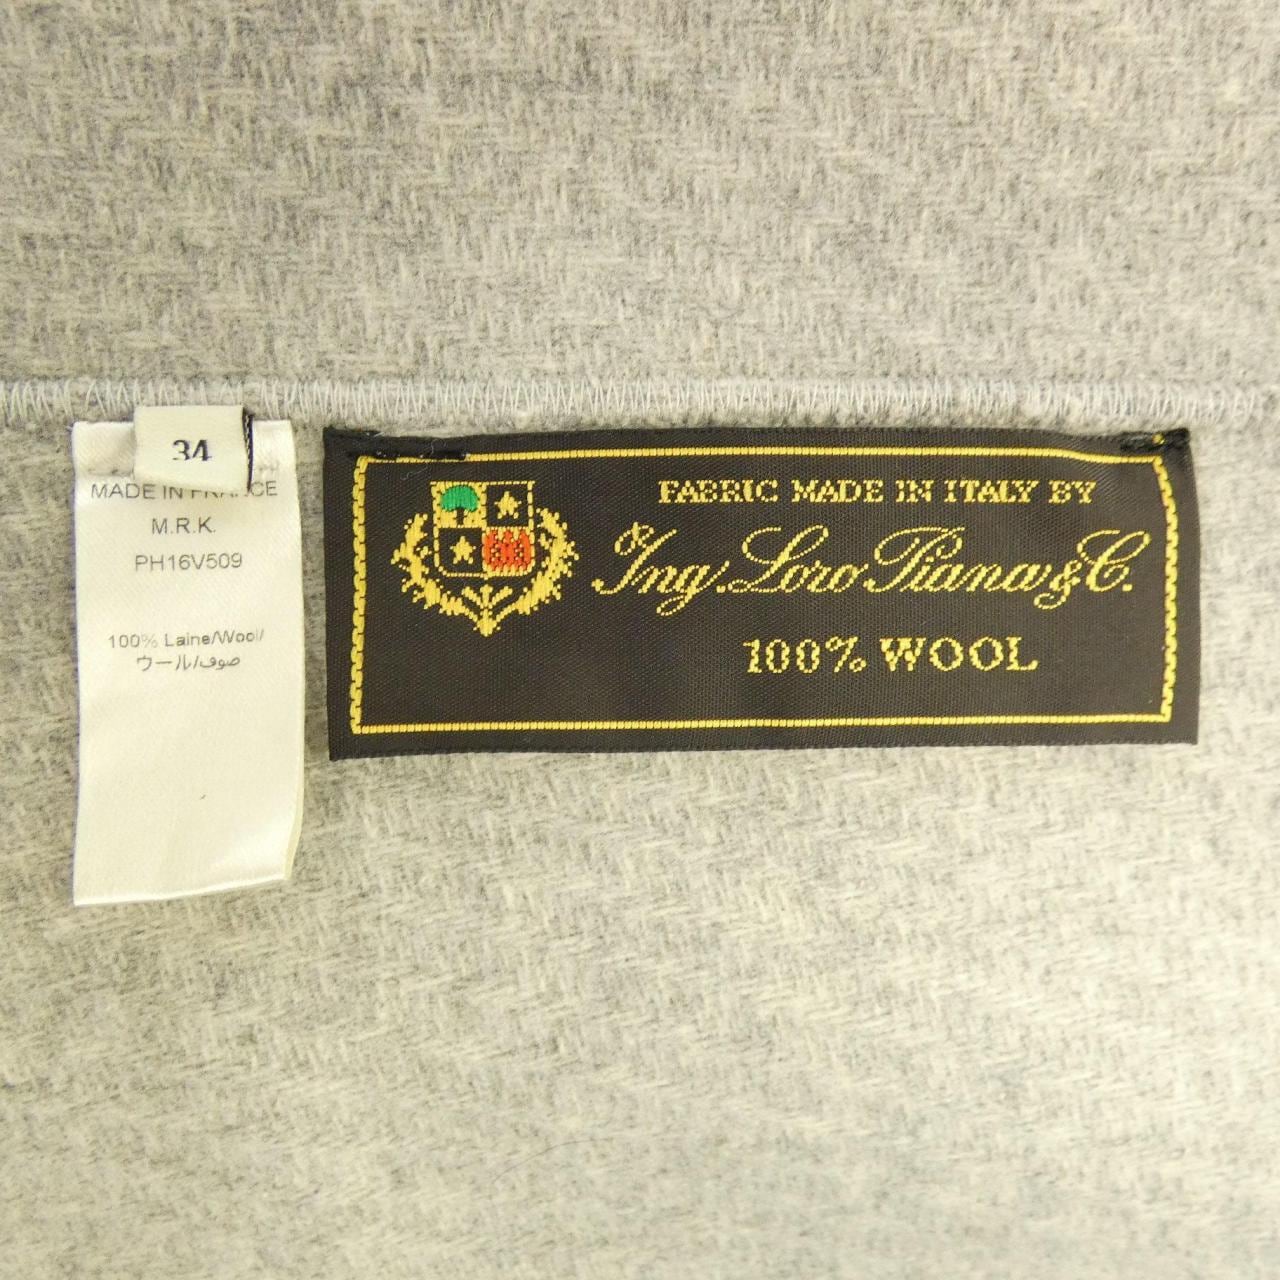 34
MADE IN FRANCE
M.R.K.
PH16V509
100% Laine/Wool/
ウール/صوف
FABRIC MADE IN ITALY BY
Ing. Loro Piana & C.
100% WOOL